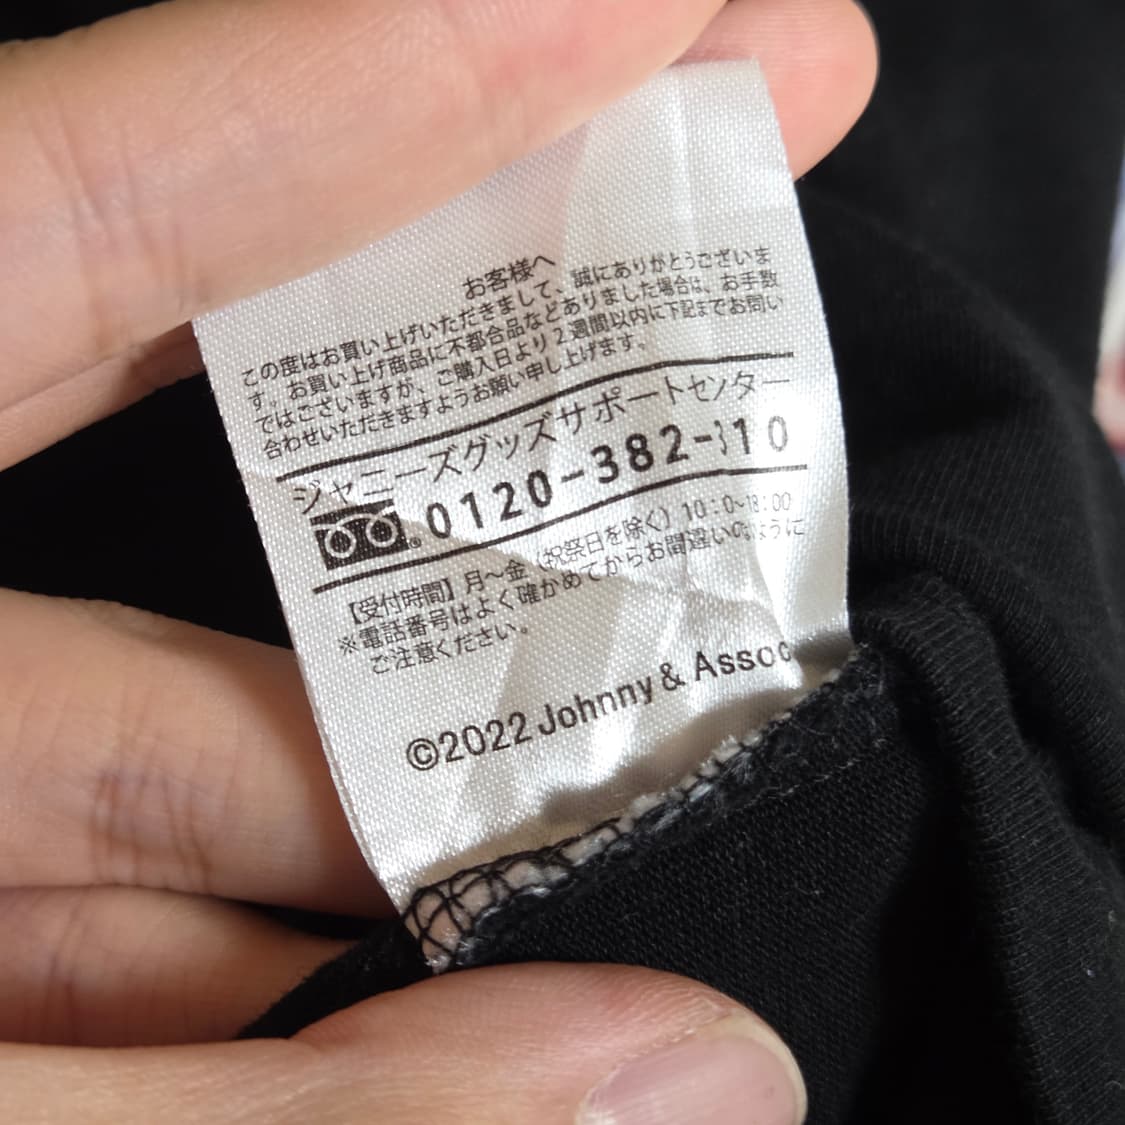 お客様へ
この度はお買い上げいただきまして、誠にありがとうございま
す。お買い上げ商品に不都合品などありました場合は、お手数
ではございますが、ご購入日より2週間以内に下記までお問い
合わせいただきますようお願い申し上げます。
ジャニーズグッズサポートセンター
0120-382-310
【受付時間】月~金(祝祭日を除く)10:0~18:00
※電話番号はよく確かめてからお間違いのように
ご注意ください。
©2022 Johnny & Assoc